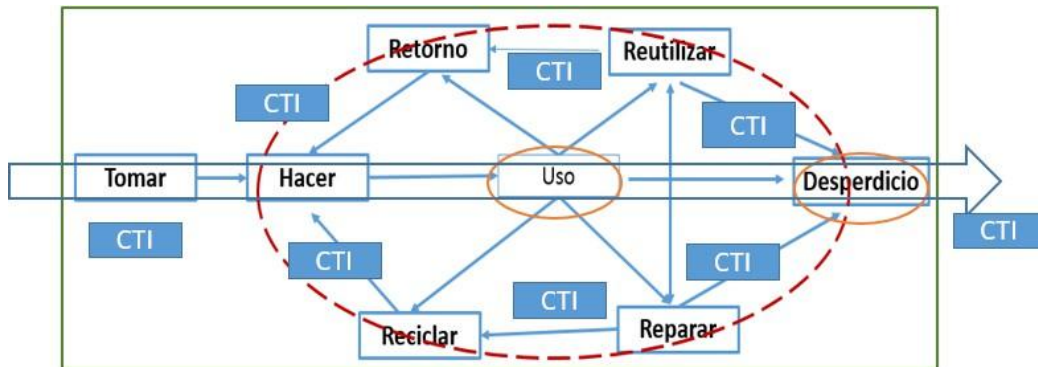 Retorno
CTI
Reutilizar
CTI
CTI
Tomar
Hacer
Uso
Desperdicio
CTI
CTI
CTI
CTI
CTI
Reciclar
Reparar